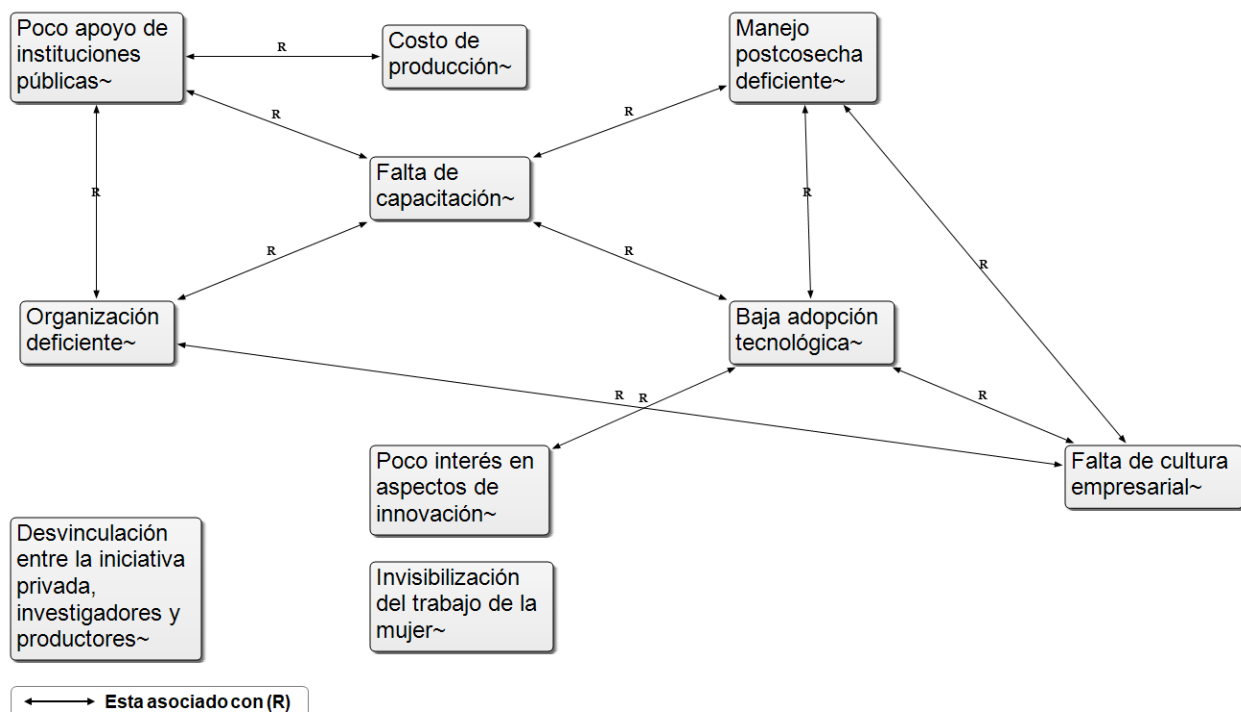 Poco apoyo de
instituciones
públicas~
R
Costo de
producción~
Manejo
postcosecha
deficiente~
R
R
Falta de
capacitación~
R
R
R
R
R
Organización
deficiente~
Baja adopción
tecnológica~
R
R
R
Poco interés en
aspectos de
innovación~
Falta de cultura
empresarial~
Desvinculación
entre la iniciativa
privada,
investigadores y
productores~
Invisibilización
del trabajo de la
mujer~
Esta asociado con (R)